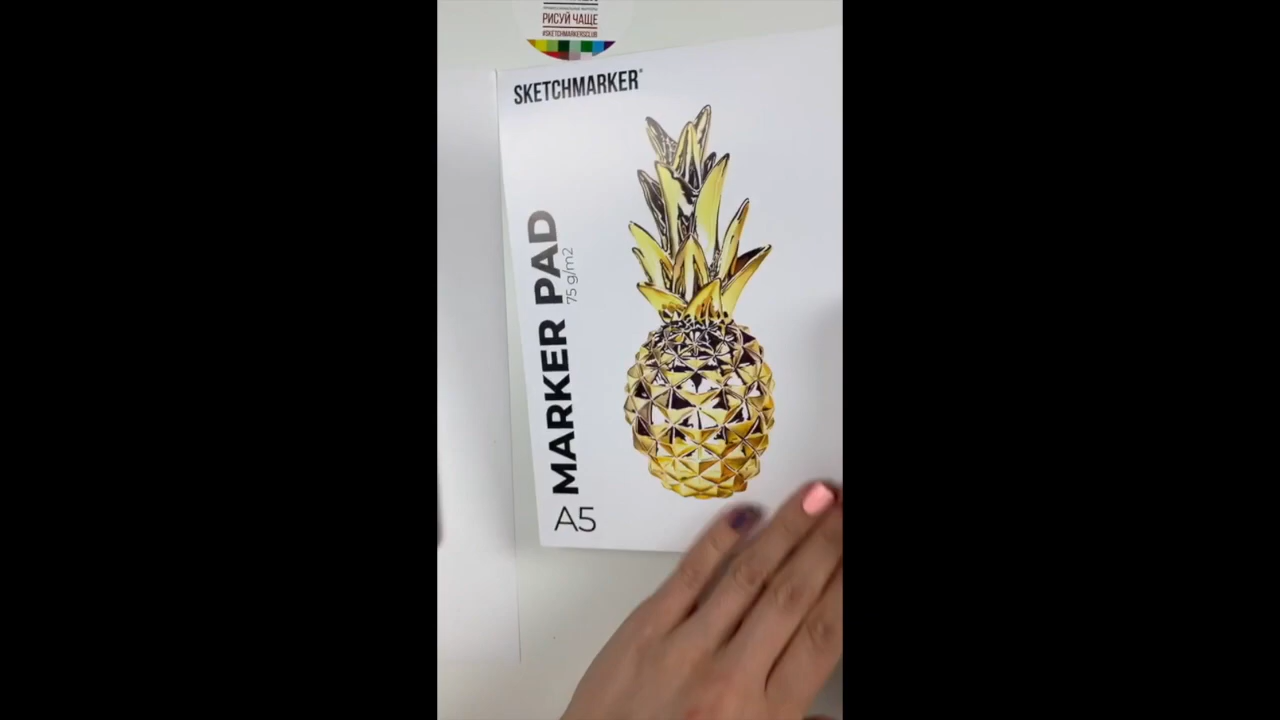 РИСУЙ ЧАЩЕ
#SKETCHMARKERSCLUB
SKETCHMARKER®
MARKER PAD
75 g/m2
A5